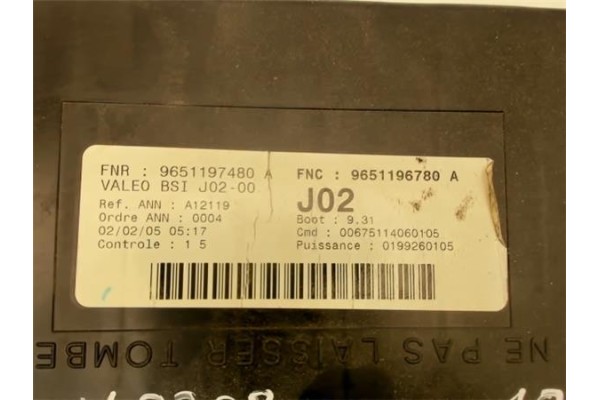 FNR : 9651197480 A
VALEO BSI J02-00
Ref. ANN : A12119
Ordre ANN : 0004
02/02/05 05:17
Controle : 1 5
FNC : 9651196780 A
J02
Boot : 9.31
Cmd : 00675114060105
Puissance : 0199260105
NE PAS LAISSER TOMBE